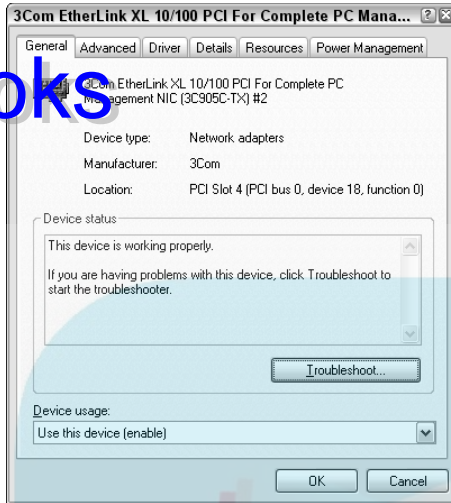 3Com EtherLink XL 10/100 PCI For Complete PC Mana...
General Advanced Driver Details Resources Power Management
oks
3Com EtherLink XL 10/100 PCI For Complete PC
Management NIC (3C905C-TX) #2
Device type: Network adapters
Manufacturer: 3Com
Location: PCI Slot 4 (PCI bus 0, device 18, function 0)
Device status
This device is working properly.
If you are having problems with this device, click Troubleshoot to
start the troubleshooter.
Troubleshoot...
Device usage:
Use this device (enable)
OK Cancel